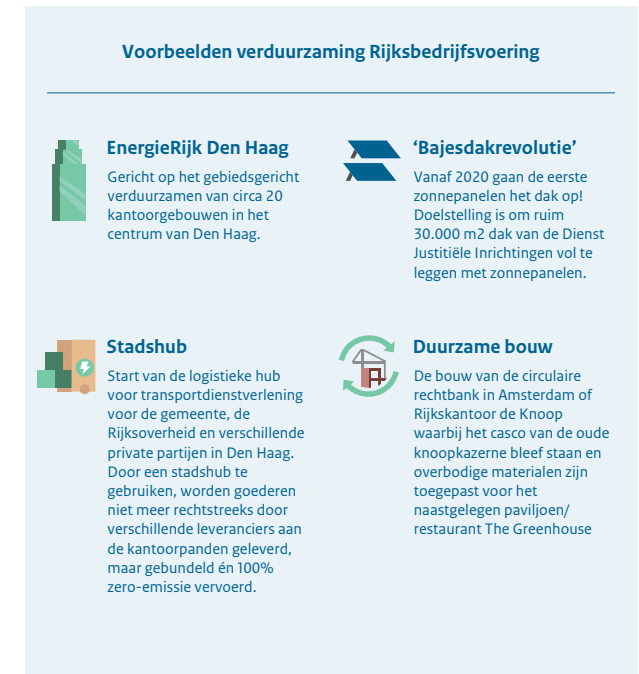 Voorbeelden verduurzaming Rijksbedrijfsvoering
EnergieRijk Den Haag
Gericht op het gebiedsgericht
verduurzamen van circa 20
kantoorgebouwen in het
centrum van Den Haag.
‘Bajesdakrevolutie’
Vanaf 2020 gaan de eerste
zonnepanelen het dak op!
Doelstelling is om ruim
30.000 m2 dak van de Dienst
Justitiële Inrichtingen vol te
leggen met zonnepanelen.
Stadshub
Start van de logistieke hub
voor transportdienstverlening
voor de gemeente, de
Rijksoverheid en verschillende
private partijen in Den Haag.
Door een stadshub te
gebruiken, worden goederen
niet meer rechtstreeks door
verschillende leveranciers aan
de kantoorpanden geleverd,
maar gebundeld én 100%
zero-emissie vervoerd.
Duurzame bouw
De bouw van de circulaire
rechtbank in Amsterdam of
Rijkskantoor de Knoop
waarbij het casco van de oude
knoopkazerne bleef staan en
overbodige materialen zijn
toegepast voor het
naastgelegen paviljoen/
restaurant The Greenhouse